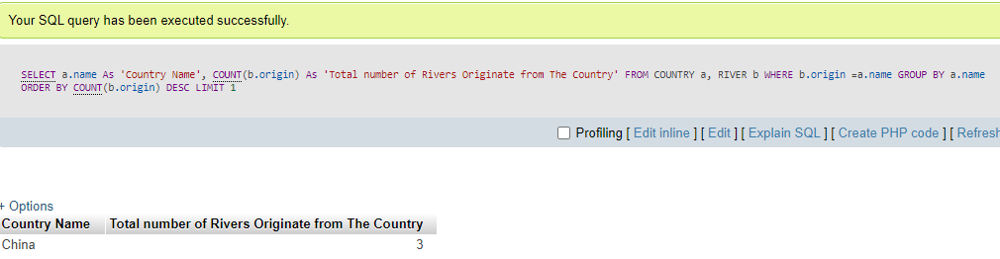 Your SQL query has been executed successfully.
SELECT a.name As 'Country Name', COUNT(b.origin) As 'Total number of Rivers Originate from The Country' FROM COUNTRY a, RIVER b WHERE b.origin =a.name GROUP BY a.name
ORDER BY COUNT(b.origin) DESC LIMIT 1
Profiling [ Edit inline ] [ Edit ] [ Explain SQL ] [ Create PHP code ] [ Refresh
+ Options
Country Name Total number of Rivers Originate from The Country
China 3